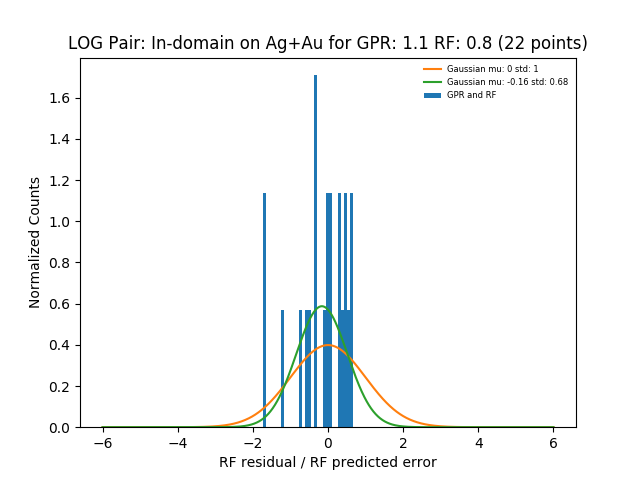 LOG Pair: In-domain on Ag+Au for GPR: 1.1 RF: 0.8 (22 points)
Gaussian mu: 0 std: 1
Gaussian mu: -0.16 std: 0.68
GPR and RF
Normalized Counts
1.6
1.4
1.2
1.0
0.8
0.6
0.4
0.2
0.0
−6 −4 −2 0 2 4 6
RF residual / RF predicted error